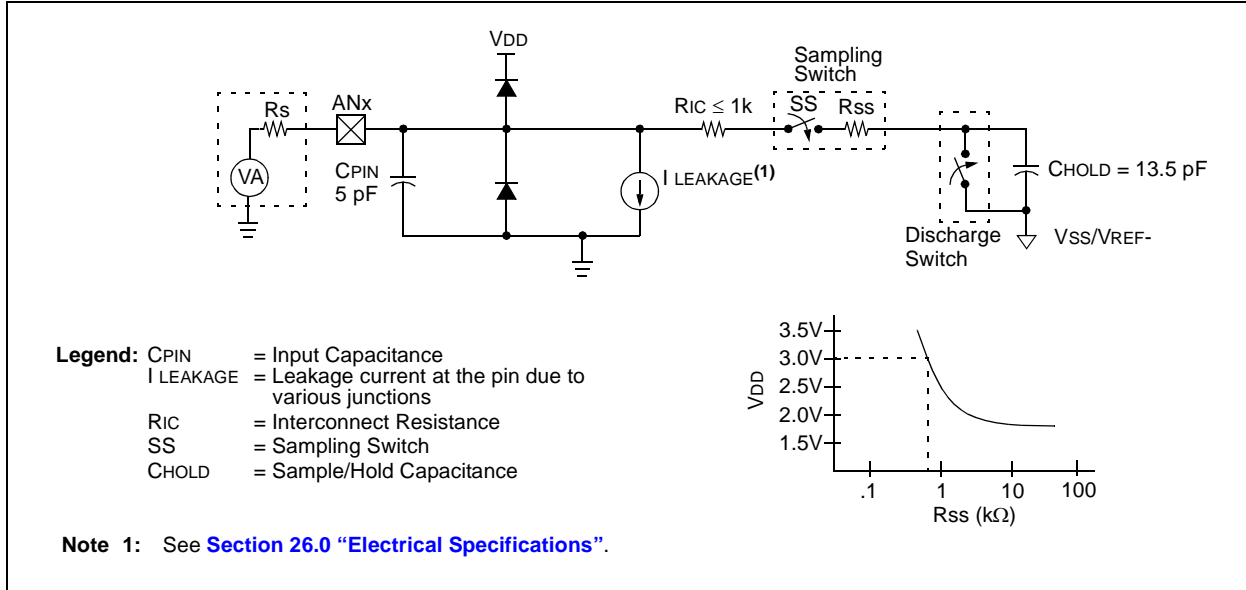 VDD
Sampling
Switch
Rs
ANx
RIC ≤ 1k
SS
RSS
VA
CPIN
5 pF
I LEAKAGE(1)
CHOLD = 13.5 pF
Discharge
Switch
VSS/VREF-
Legend: CPIN = Input Capacitance
I LEAKAGE = Leakage current at the pin due to
various junctions
RIC = Interconnect Resistance
SS = Sampling Switch
CHOLD = Sample/Hold Capacitance
3.5V
3.0V
2.5V
2.0V
1.5V
VDD
.1 1 10 100
Rss (kΩ)
Note 1: See Section 26.0 “Electrical Specifications”.